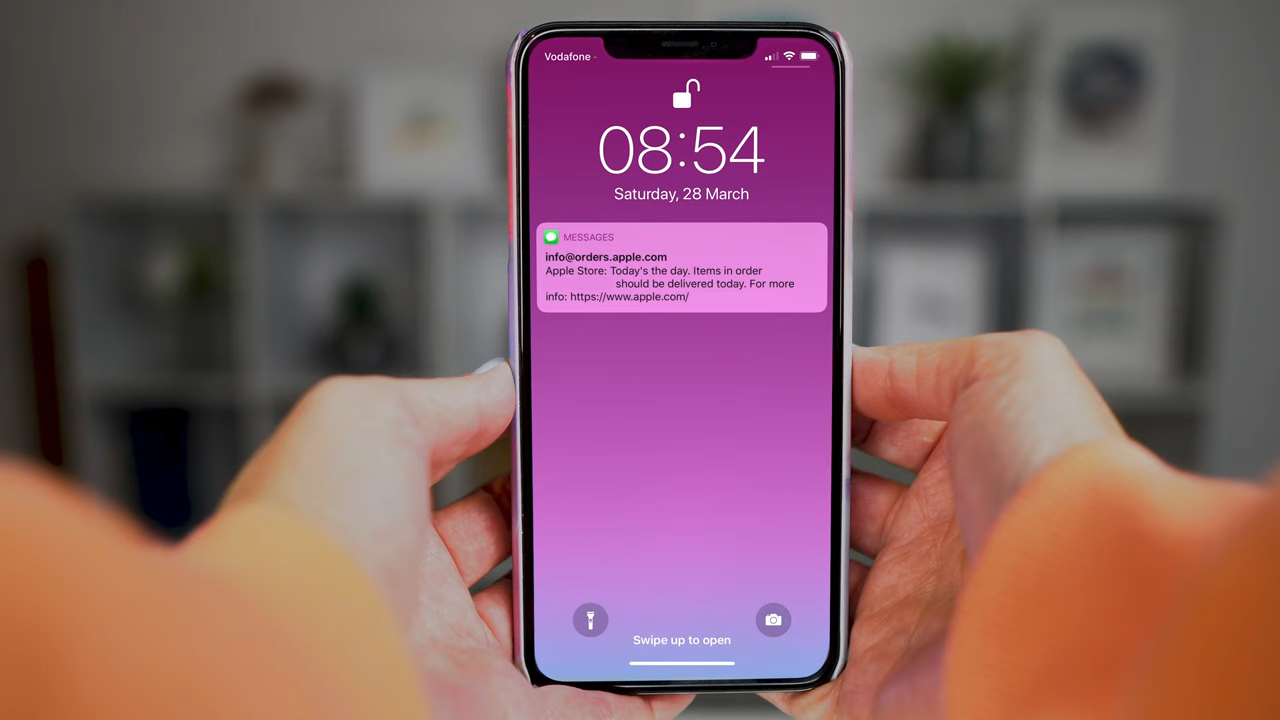 Vodafone
08:54
Saturday, 28 March
MESSAGES
info@orders.apple.com
Apple Store: Today's the day. Items in order
should be delivered today. For more
info: https://www.apple.com/
Swipe up to open